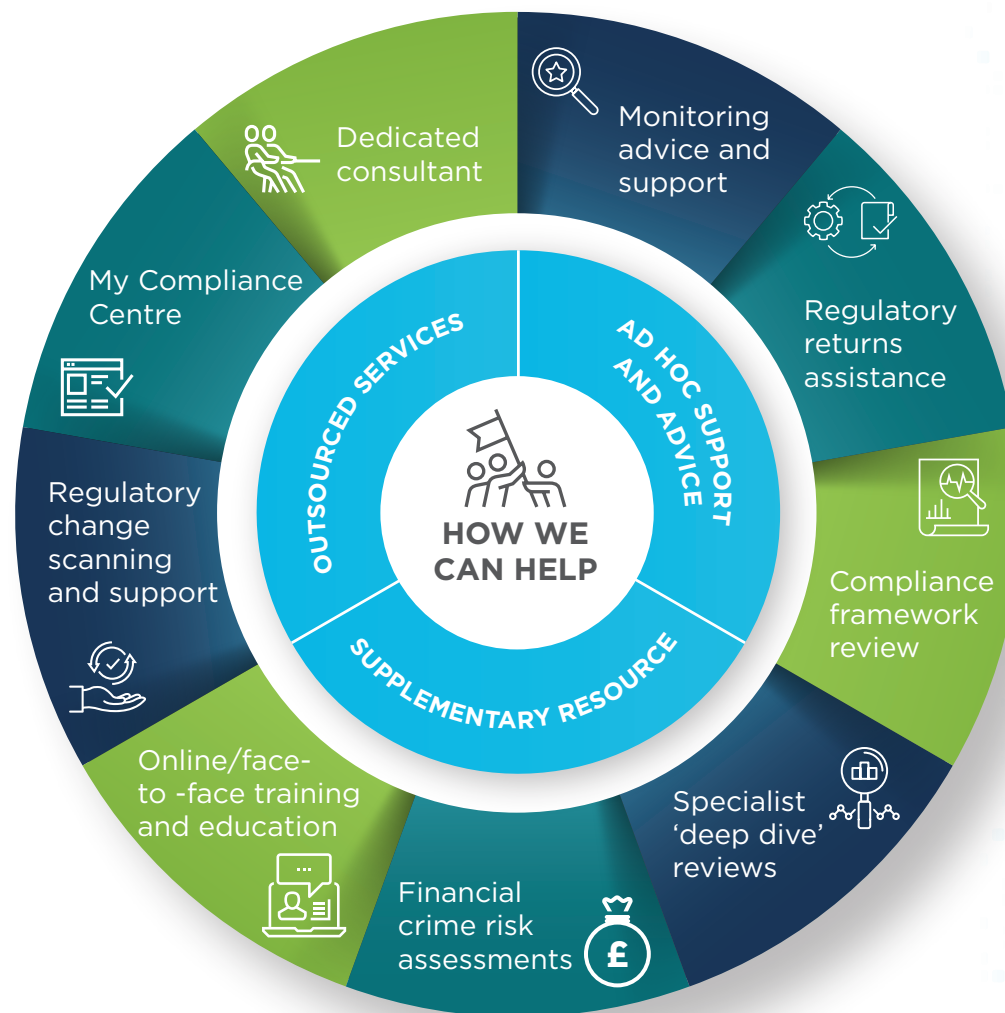 Dedicated
consultant
Monitoring
advice and
support
Regulatory
returns
assistance
Compliance
framework
review
Specialist
‘deep dive’
reviews
Financial
crime risk
assessments
£
Online/face-
to -face training
and education
Regulatory
change
scanning
and support
My Compliance
Centre
OUTSOURCED SERVICES
AD HOC SUPPORT
AND ADVICE
SUPPLEMENTARY RESOURCE
HOW WE
CAN HELP